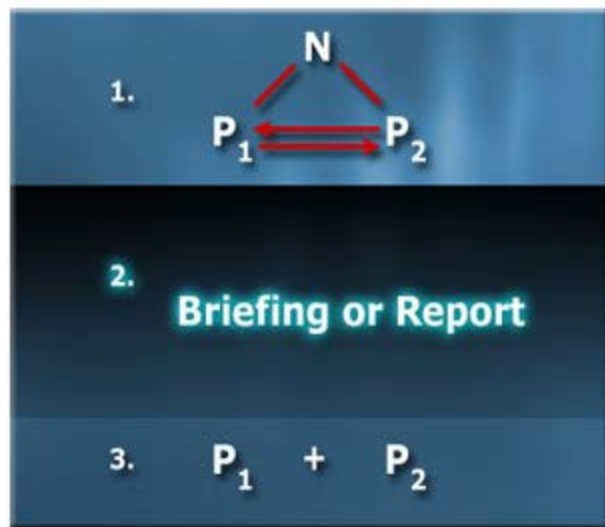 N
1.
P1 P2
2.
Briefing or Report
3. P1 + P2